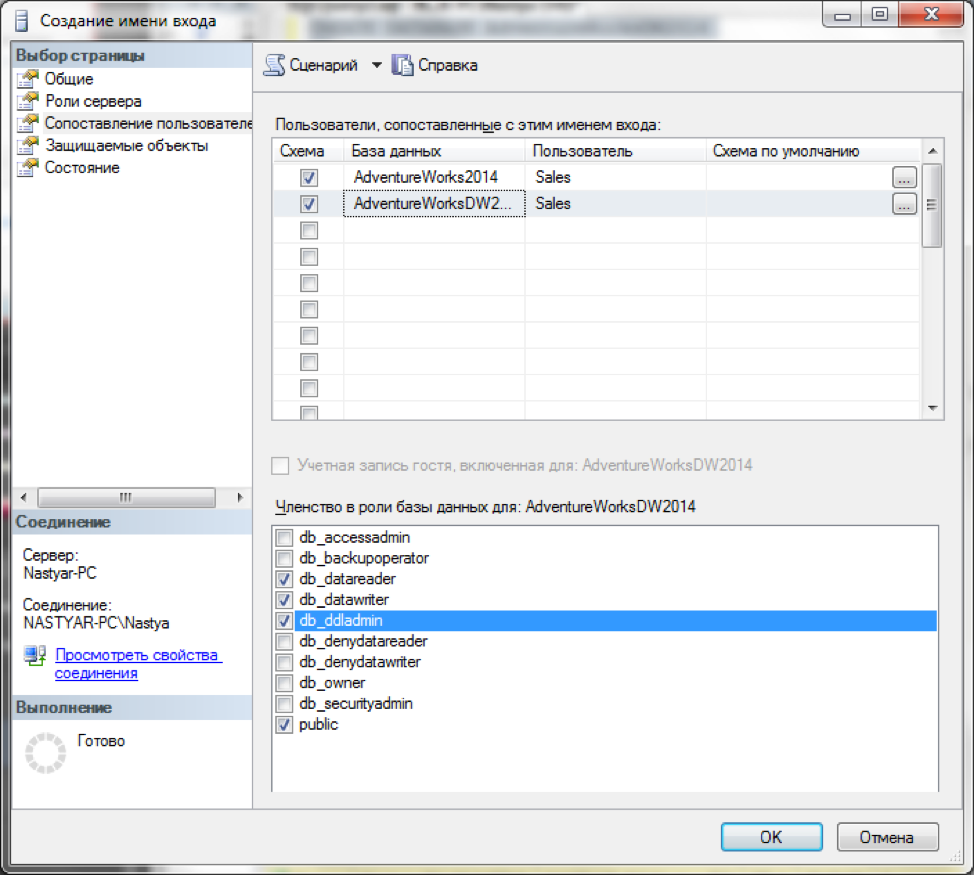 Создание имени входа
Выбор страницы
Общие
Роли сервера
Сопоставление пользователе
Защищаемые объекты
Состояние
Сценарий
Справка
Пользователи, сопоставленные с этим именем входа:
Схема База данных Пользователь Схема по умолчанию
AdventureWorks2014 Sales ...
AdventureWorksDW2... Sales ...
Учетная запись гостя, включенная для: AdventureWorksDW2014
Членство в роли базы данных для: AdventureWorksDW2014
db_accessadmin
db_backupoperator
db_datareader
db_datawriter
db_ddladmin
db_denydatareader
db_denydatawriter
db_owner
db_securityadmin
public
Соединение
Сервер:
Nastyar-PC
Соединение:
NASTYAR-PC\Nastya
Просмотреть свойства
соединения
Выполнение
Готово
OK
Отмена